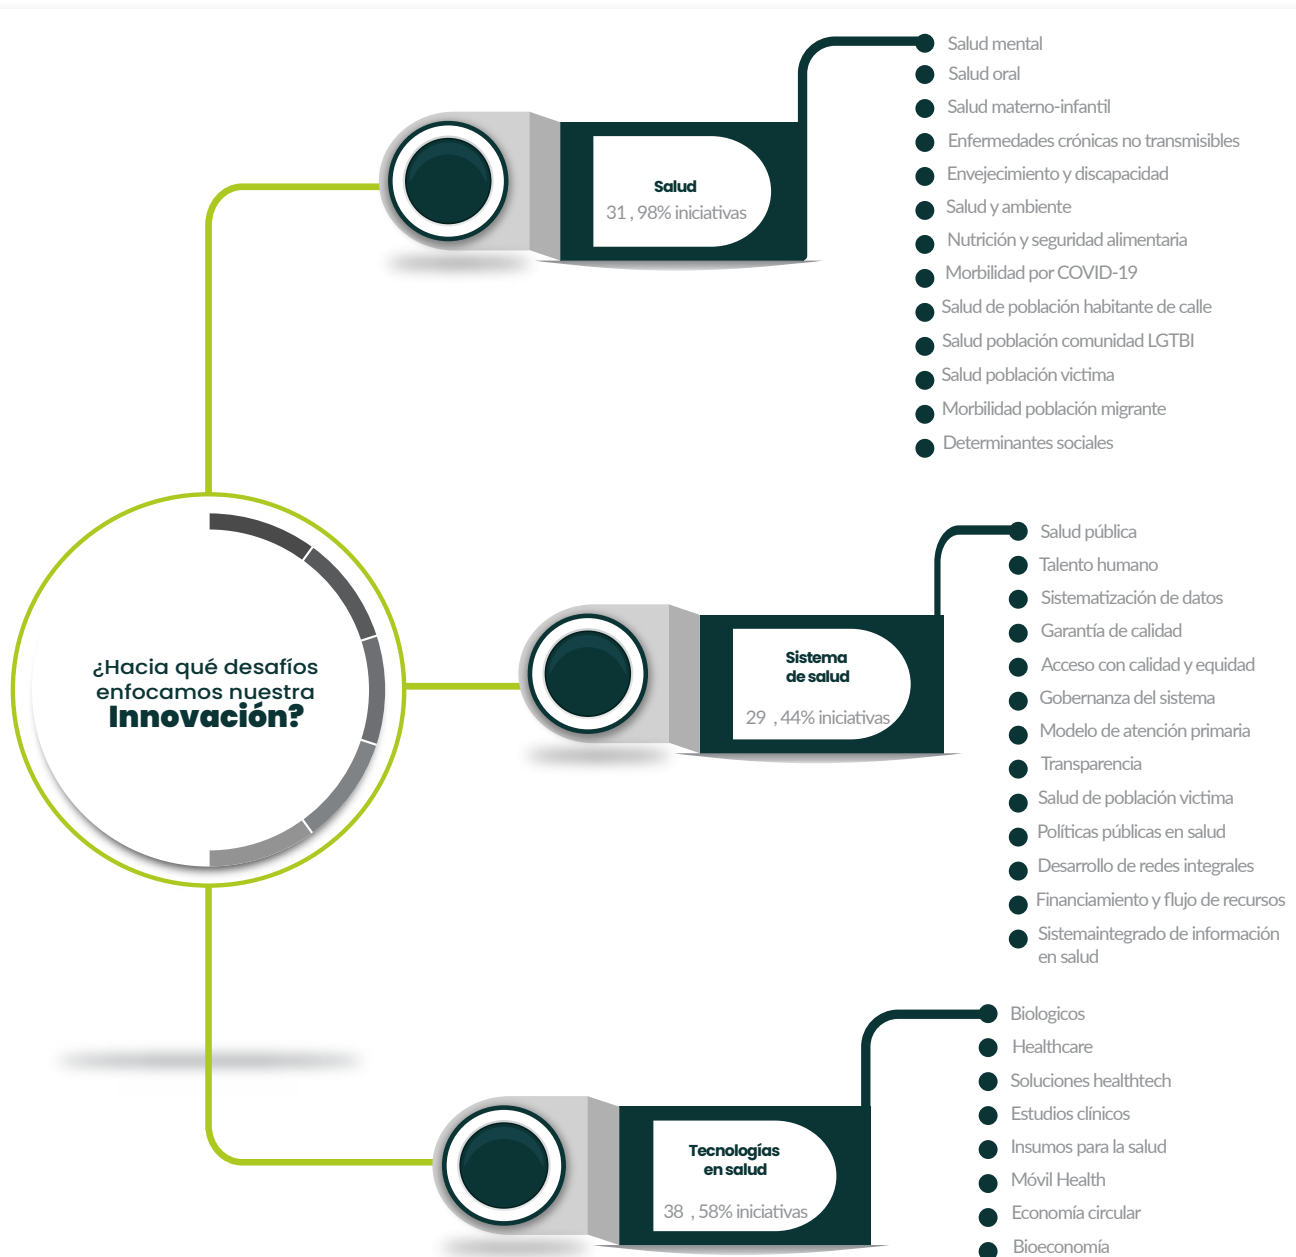 ¿Hacia qué desafíos
enfocamos nuestra
Innovación?
Salud
31 , 98% iniciativas
Salud mental
Salud oral
Salud materno-infantil
Enfermedades crónicas no transmisibles
Envejecimiento y discapacidad
Salud y ambiente
Nutrición y seguridad alimentaria
Morbilidad por COVID-19
Salud de población habitante de calle
Salud población comunidad LGTBI
Salud población victima
Morbilidad población migrante
Determinantes sociales
Sistema
de salud
29 , 44% iniciativas
Salud pública
Talento humano
Sistematización de datos
Garantía de calidad
Acceso con calidad y equidad
Gobernanza del sistema
Modelo de atención primaria
Transparencia
Salud de población victima
Políticas públicas en salud
Desarrollo de redes integrales
Financiamiento y flujo de recursos
Sistemaintegrado de información
en salud
Tecnologías
en salud
38 , 58% iniciativas
Biologicos
Healthcare
Soluciones healthtech
Estudios clínicos
Insumos para la salud
Móvil Health
Economía circular
Bioeconomía